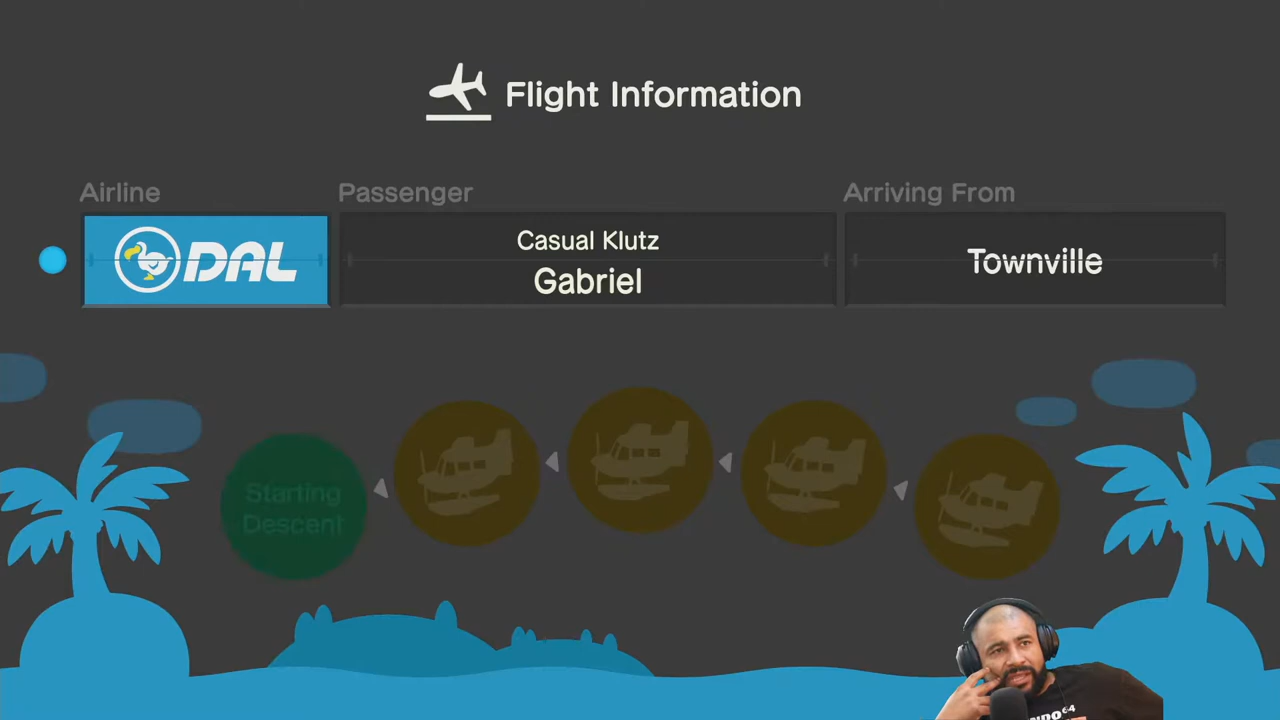 Flight Information
Airline
Passenger
Arriving From
DAL
Casual Klutz
Gabriel
Townville
Starting
Descent